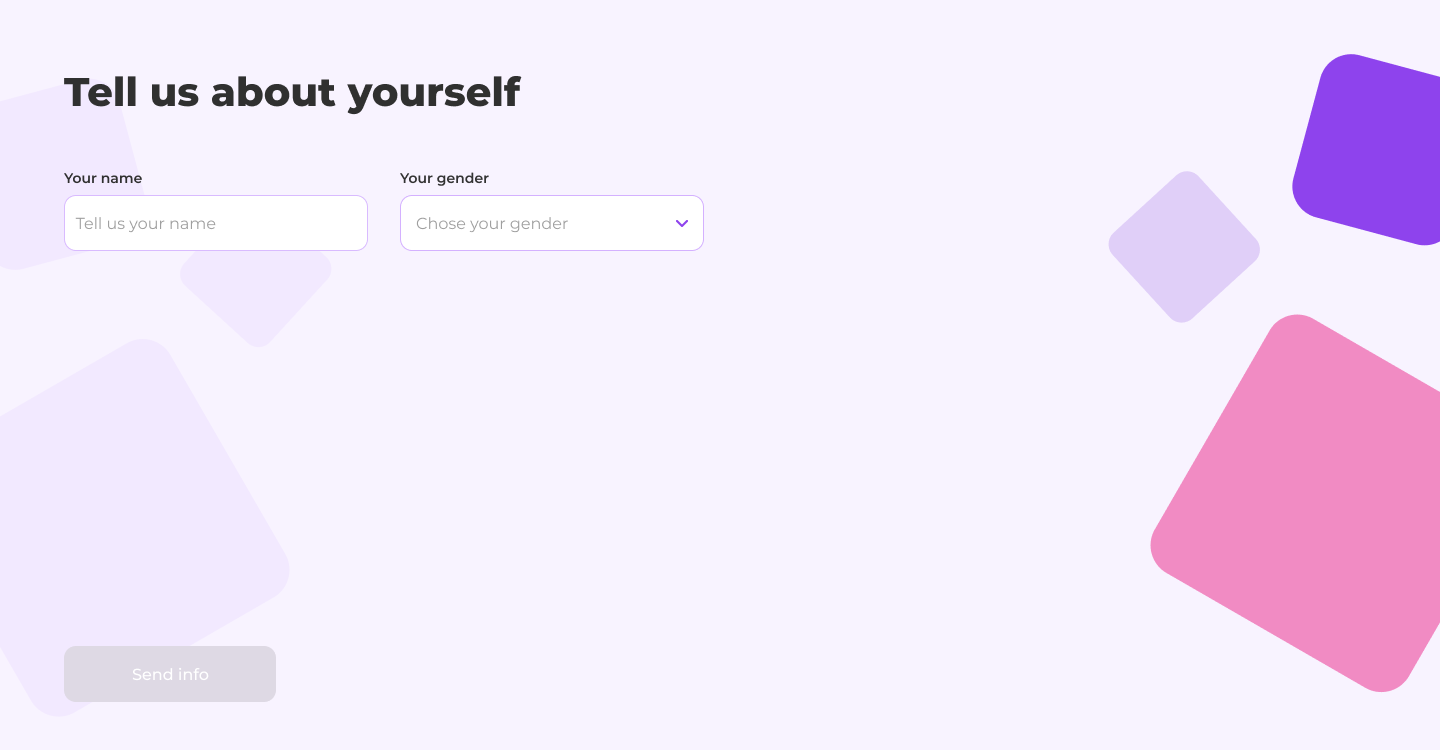 Tell us about yourself
Your name
Your gender
Tell us your name
Chose your gender
Send info